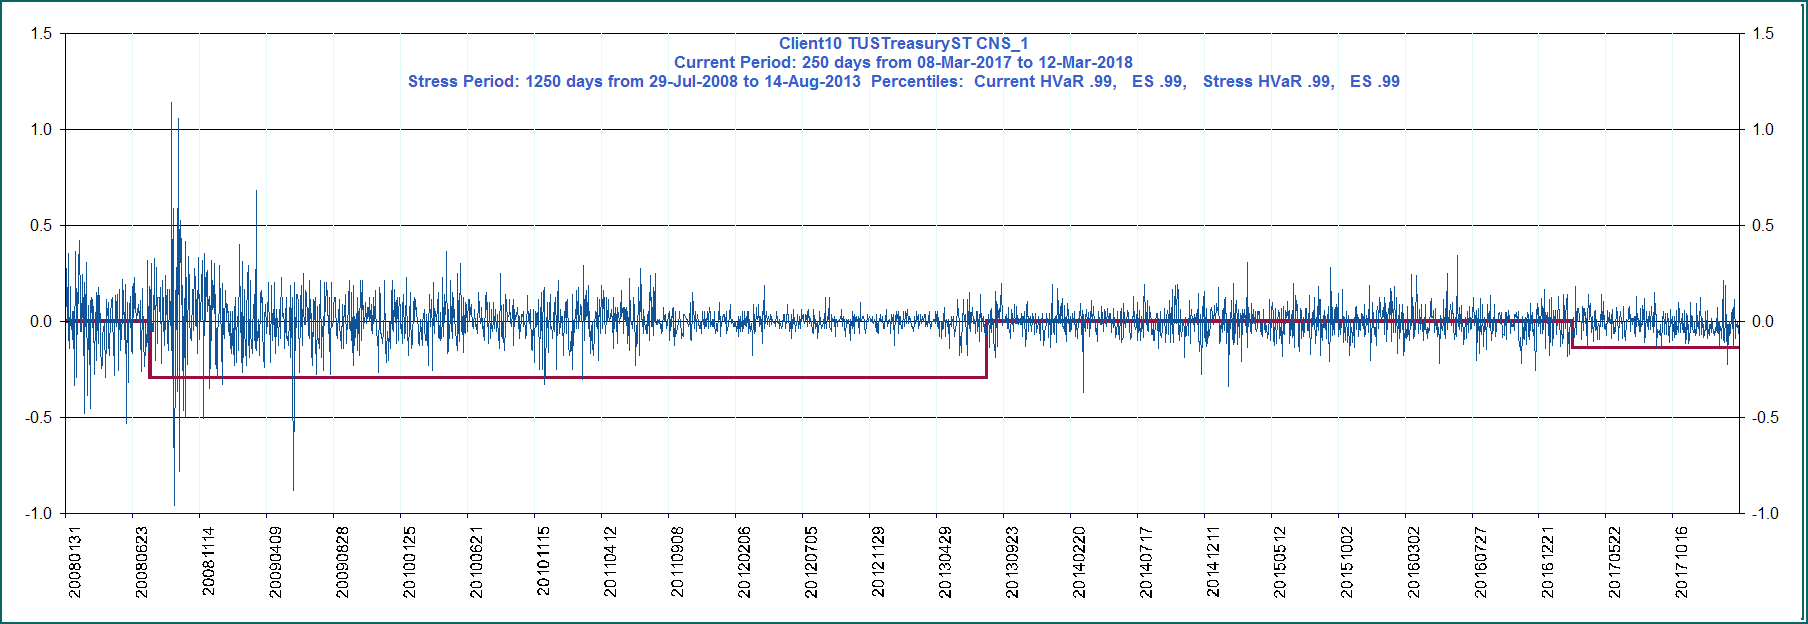 Client10 TUSTreasuryST CNS_1
Current Period: 250 days from 08-Mar-2017 to 12-Mar-2018
Stress Period: 1250 days from 29-Jul-2008 to 14-Aug-2013  Percentiles:  Current HVaR .99,   ES .99,   Stress HVaR .99,   ES .99
1.5 1.5
1.0 1.0
0.5 0.5
0.0 0.0
-0.5 -0.5
-1.0 -1.0
20080131 20080623 20081114 20090409 20090828 20100125 20100621 20101115 20110412 20110908 20120206 20120705 20121129 20130429 20130923 20140220 20140717 20141211 20150512 20151002 20160302 20160727 20161221 20170522 20171016